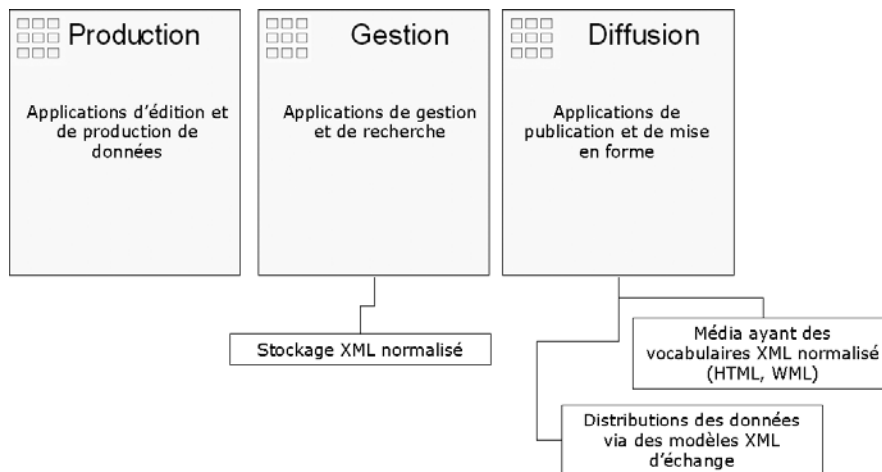 Production
Applications d'édition et
de production de
données
Gestion
Applications de gestion
et de recherche
Diffusion
Applications de
publication et de mise
en forme
Stockage XML normalisé
Média ayant des
vocabulaires XML normalisé
(HTML, WML)
Distributions des données
via des modèles XML
d'échange